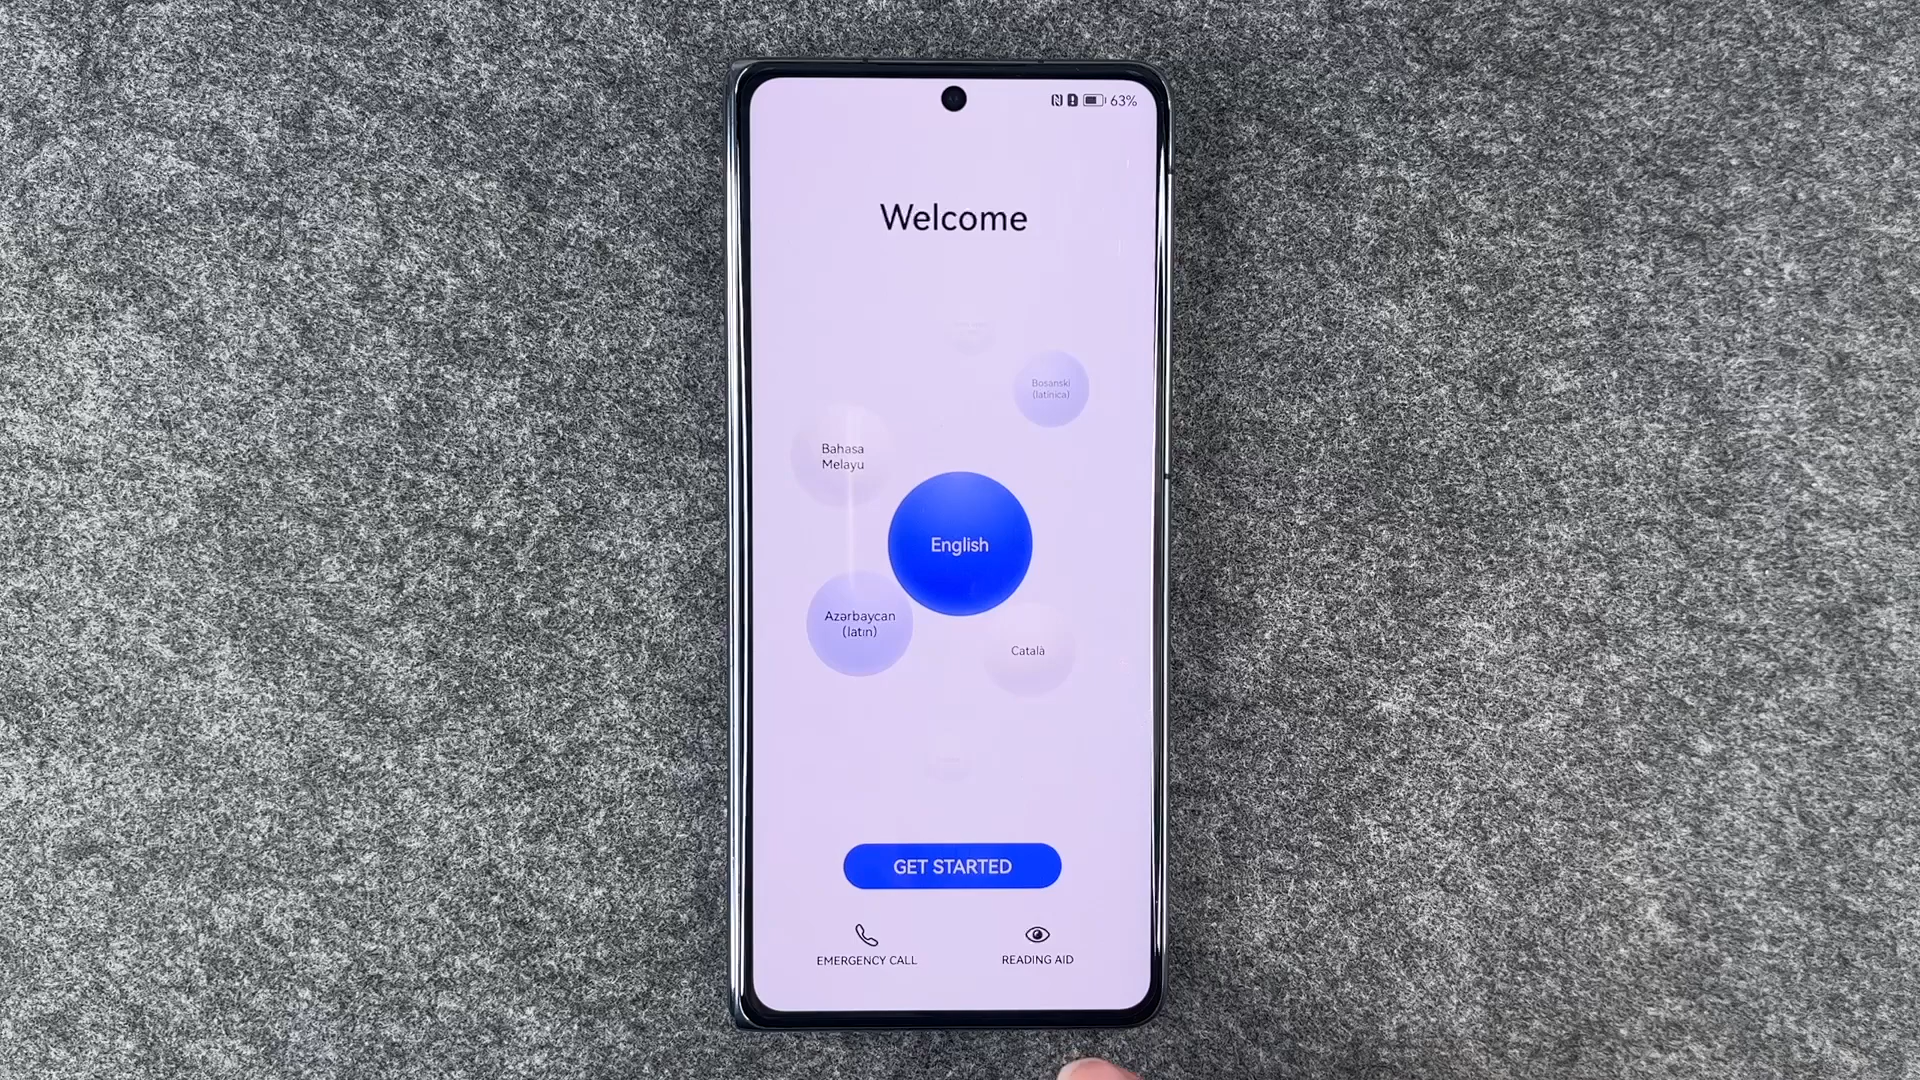 63%
Welcome
Bosanski
(latinica)
Bahasa
Melayu
English
Azərbaycan
(latın)
Català
GET STARTED
EMERGENCY CALL
READING AID